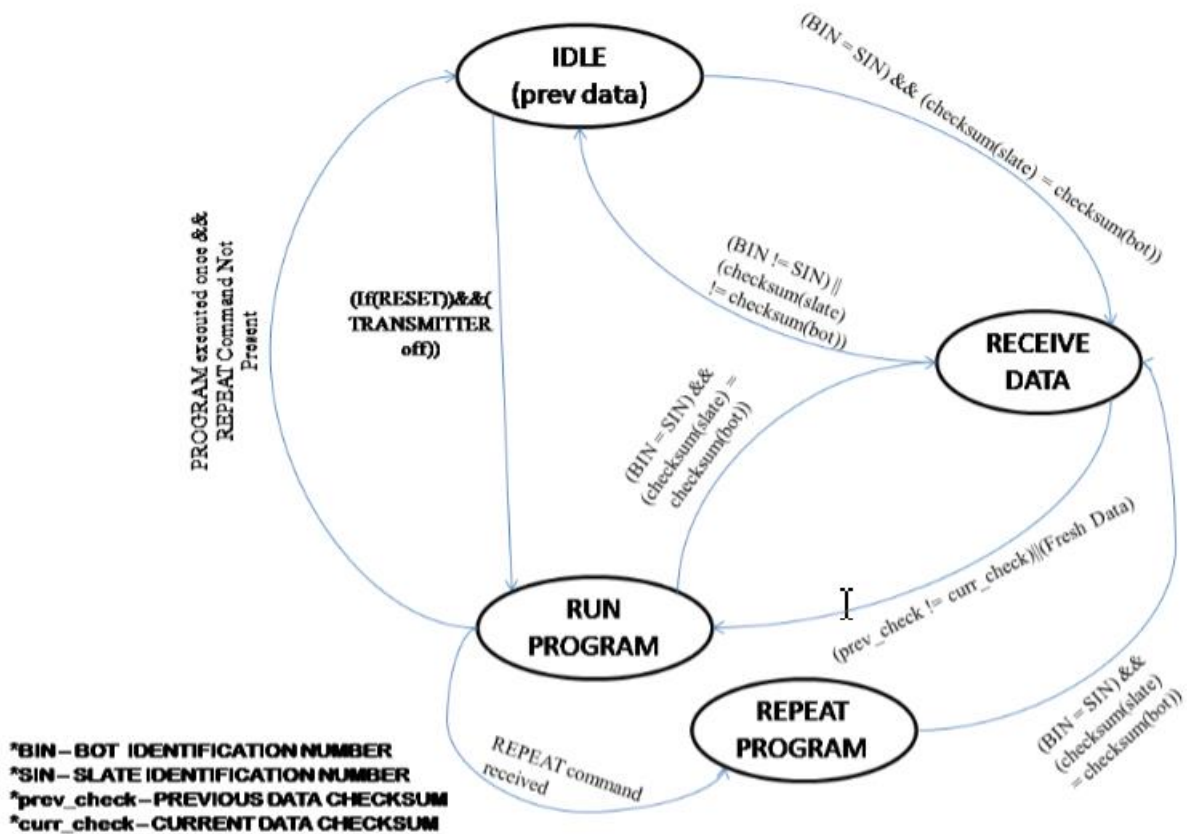 IDLE
(prev data)
(BIN = SIN) && (checksum(slate) = checksum(bot))
PROGRAM executed once &&
REPEAT Command Not
Present
(If(RESET))&&(
TRANSMITTER
off))
(BIN != SIN) ||
(checksum(slate)
!= checksum(bot))
RECEIVE
DATA
(BIN = SIN) &&
(checksum(slate) =
checksum(bot))
(prev_check != curr_check)||(Fresh Data)
RUN
PROGRAM
REPEAT
PROGRAM
(BIN = SIN) &&
(checksum(slate)
= checksum(bot))
REPEAT command
received
*BIN – BOT IDENTIFICATION NUMBER
*SIN – SLATE IDENTIFICATION NUMBER
*prev_check – PREVIOUS DATA CHECKSUM
*curr_check – CURRENT DATA CHECKSUM